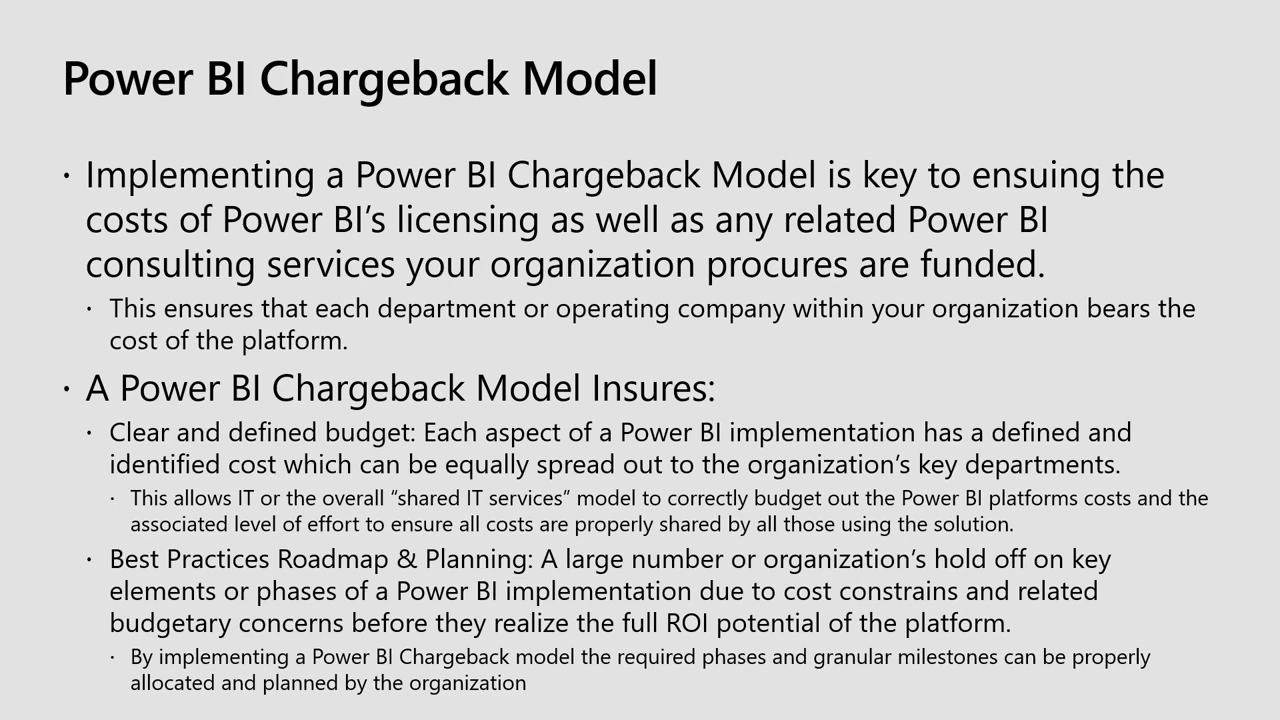 Power BI Chargeback Model
· Implementing a Power BI Chargeback Model is key to ensuing the
costs of Power BI’s licensing as well as any related Power BI
consulting services your organization procures are funded.
· This ensures that each department or operating company within your organization bears the
cost of the platform.
· A Power BI Chargeback Model Insures:
· Clear and defined budget: Each aspect of a Power BI implementation has a defined and
identified cost which can be equally spread out to the organization’s key departments.
· This allows IT or the overall “shared IT services” model to correctly budget out the Power BI platforms costs and the
associated level of effort to ensure all costs are properly shared by all those using the solution.
· Best Practices Roadmap & Planning: A large number or organization’s hold off on key
elements or phases of a Power BI implementation due to cost constrains and related
budgetary concerns before they realize the full ROI potential of the platform.
· By implementing a Power BI Chargeback model the required phases and granular milestones can be properly
allocated and planned by the organization